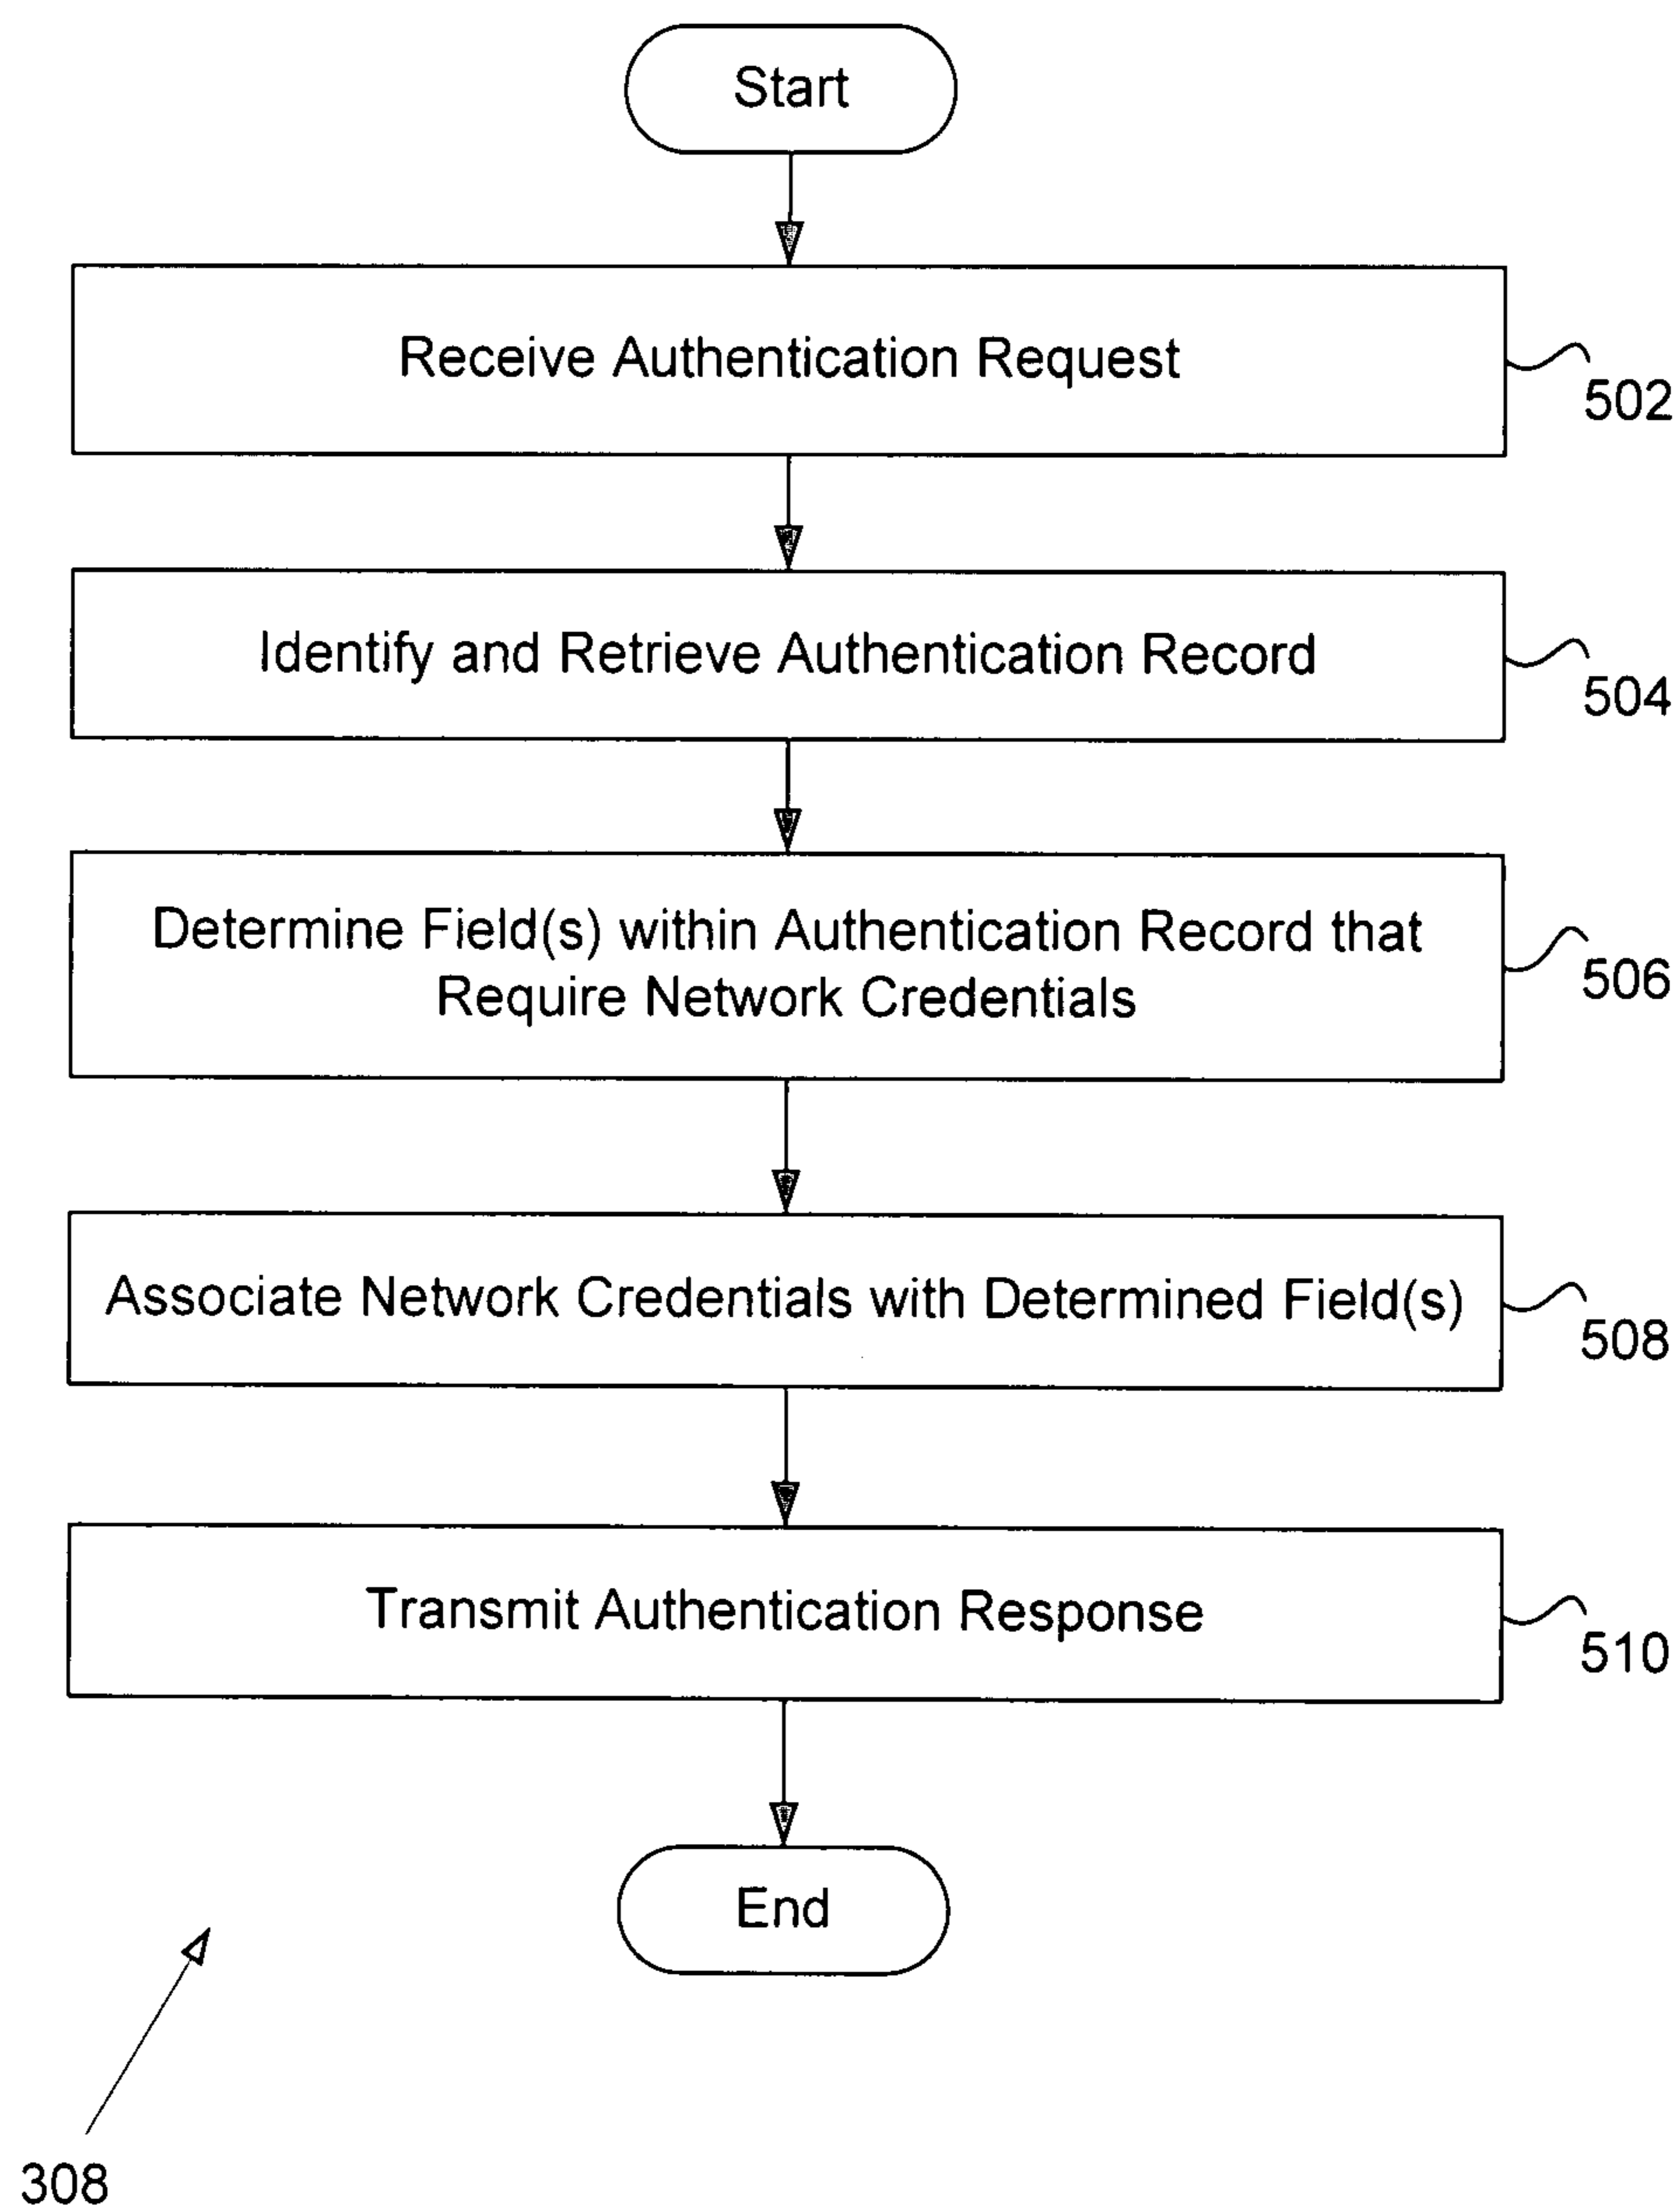 Start
Receive Authentication Request
502
Identify and Retrieve Authentication Record
504
Determine Field(s) within Authentication Record that
Require Network Credentials
506
Associate Network Credentials with Determined Field(s)
508
Transmit Authentication Response
510
End
308